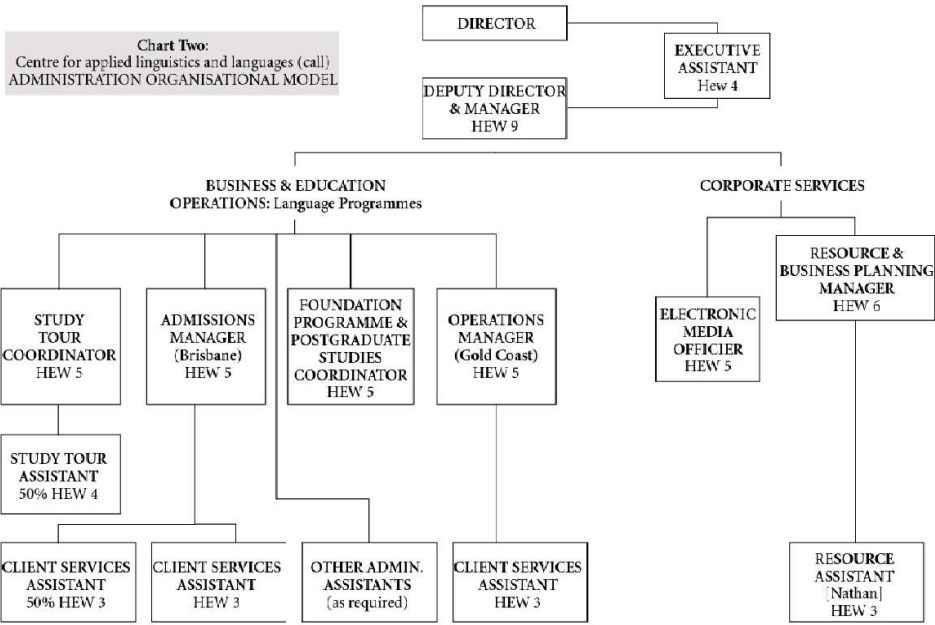 Chart Two:
Centre for applied linguistics and languages (call)
ADMINISTRATION ORGANISATIONAL MODEL
DIRECTOR
EXECUTIVE
ASSISTANT
Hew 4
DEPUTY DIRECTOR
& MANAGER
HEW 9
BUSINESS & EDUCATION
OPERATIONS: Language Programmes
CORPORATE SERVICES
STUDY
TOUR
COORDINATOR
HEW 5
ADMISSIONS
MANAGER
(Brisbane)
HEW 5
FOUNDATION
PROGRAMME &
POSTGRADUATE
STUDIES
COORDINATOR
HEW 5
OPERATIONS
MANAGER
(Gold Coast)
HEW 5
ELECTRONIC
MEDIA
OFFICIER
HEW 5
RESOURCE &
BUSINESS PLANNING
MANAGER
HEW 6
STUDY TOUR
ASSISTANT
50% HEW 4
CLIENT SERVICES
ASSISTANT
50% HEW 3
CLIENT SERVICES
ASSISTANT
HEW 3
OTHER ADMIN.
ASSISTANTS
(as required)
CLIENT SERVICES
ASSISTANT
HEW 3
RESOURCE
ASSISTANT
[Nathan]
HEW 3